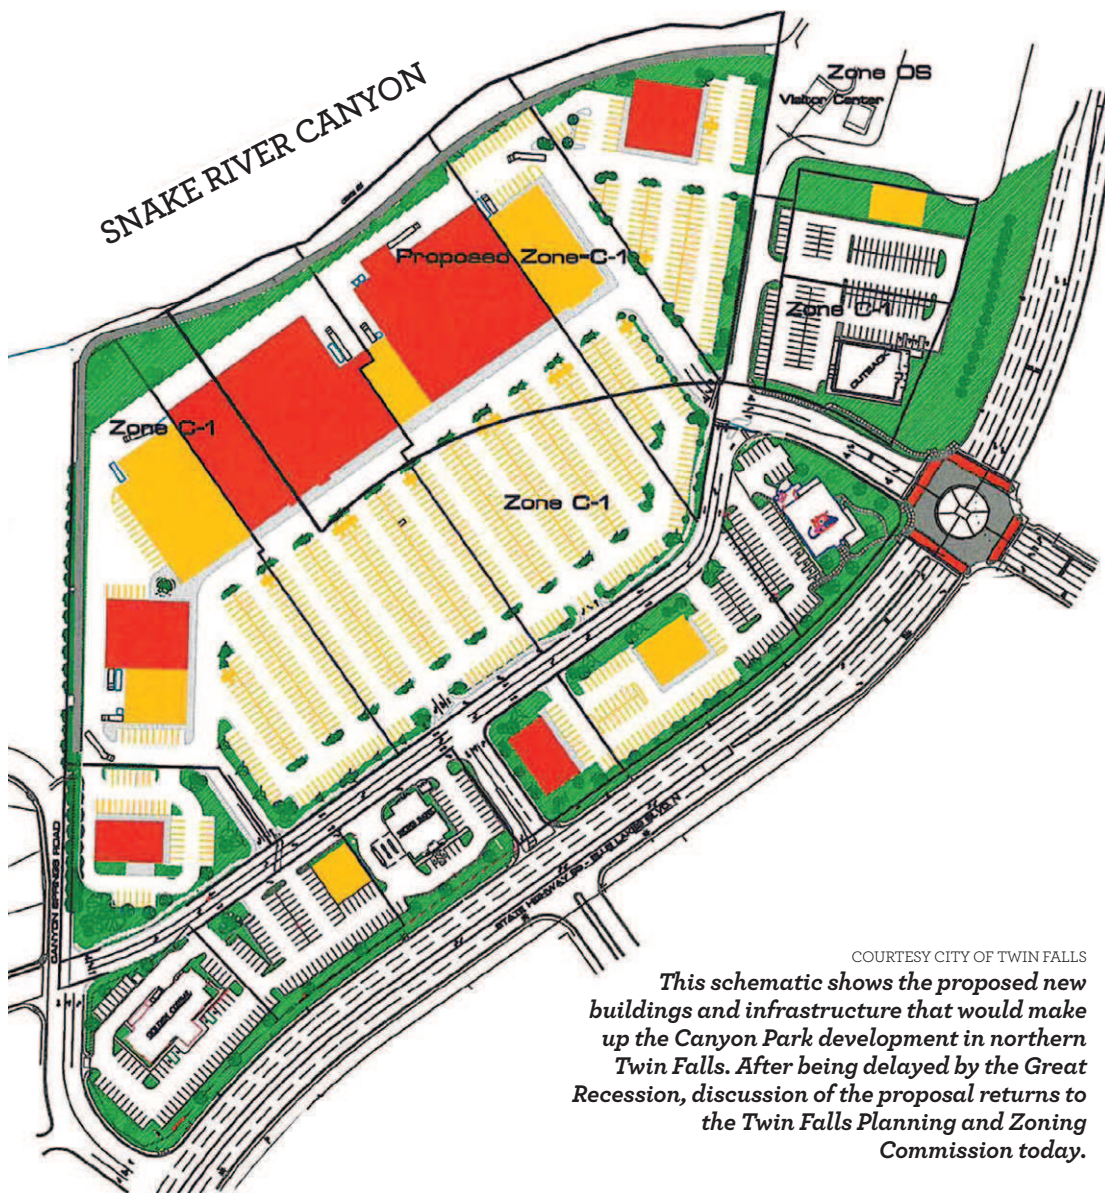 SNAKE RIVER CANYON
Zone OS
Visitor Center
Proposed Zone-C-1
Zone C-1
OUTBACK
Zone C-1
Zone C-1
CANYON SPRINGS ROAD
GOLDEN CORRAL
COURTESY CITY OF TWIN FALLS
This schematic shows the proposed new
buildings and infrastructure that would make
up the Canyon Park development in northern
Twin Falls. After being delayed by the Great
Recession, discussion of the proposal returns to
the Twin Falls Planning and Zoning
Commission today.